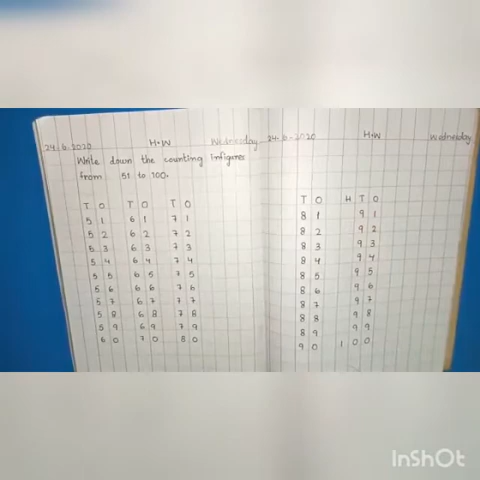 24-6-2020 H.W Wednesday
Write down the counting infigures
from 51 to 100.
T O T O T O
5 1 6 1 7 1
5 2 6 2 7 2
5 3 6 3 7 3
5 4 6 4 7 4
5 5 6 5 7 5
5 6 6 6 7 6
5 7 6 7 7 7
5 8 6 8 7 8
5 9 6 9 7 9
6 0 7 0 8 0
24-6-2020 H.W Wednesday
T O H T O
8 1 9 1
8 2 9 2
8 3 9 3
8 4 9 4
8 5 9 5
8 6 9 6
8 7 9 7
8 8 9 8
8 9 9 9
9 0 1 0 0
InShOt